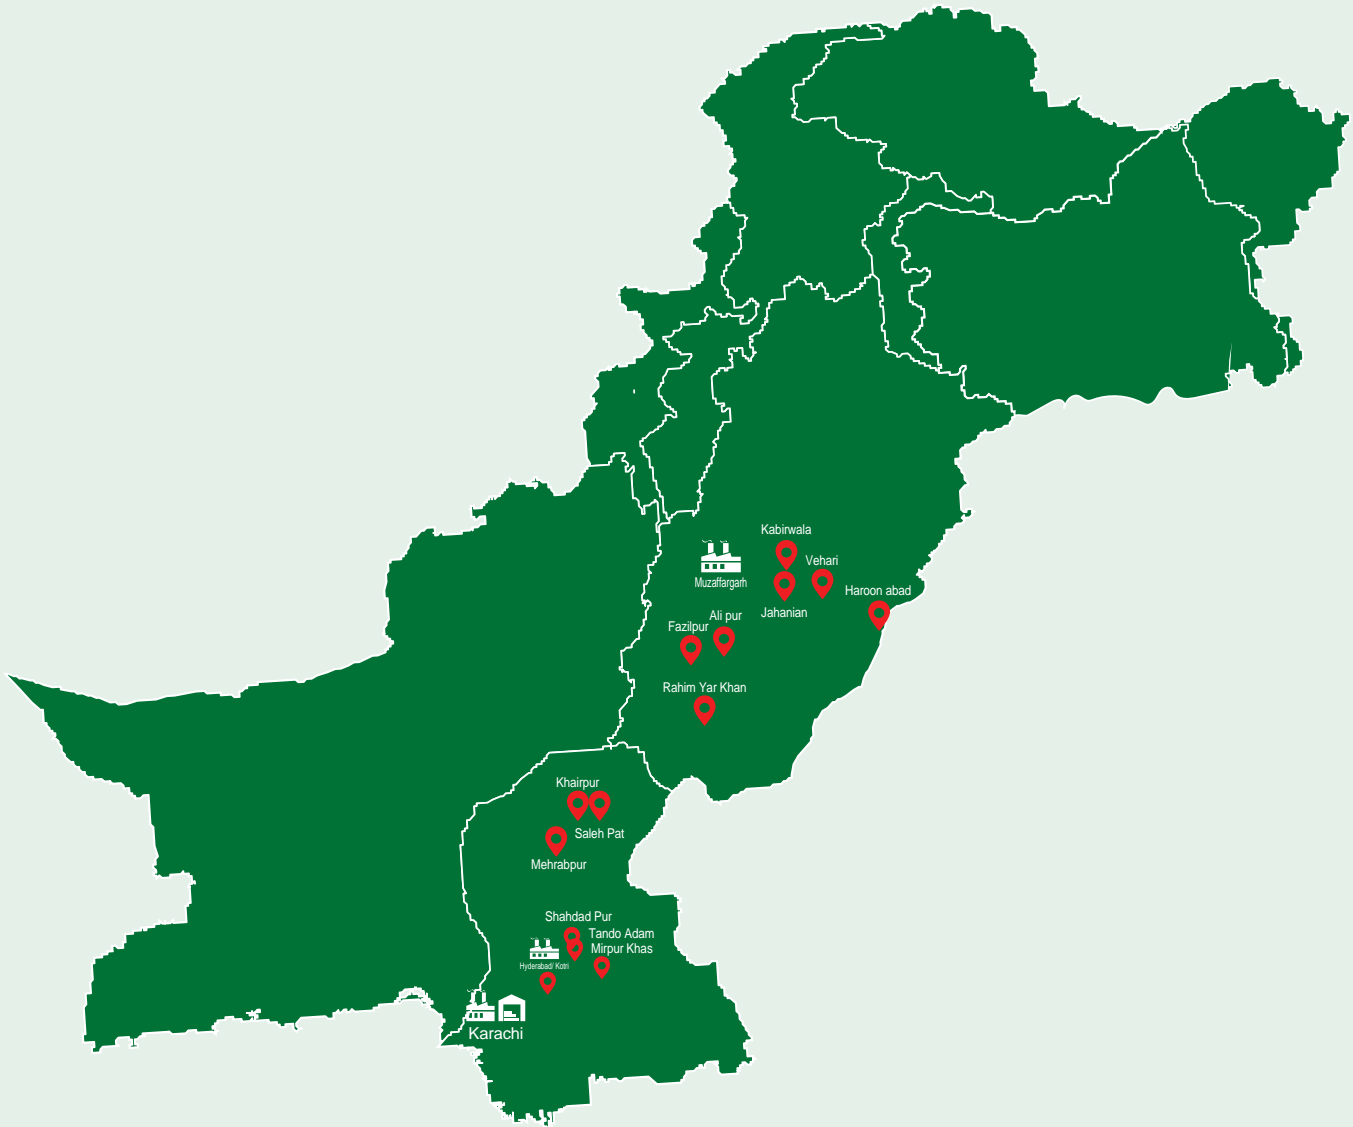 Kabirwala
Vehari
Muzaffargarh
Haroon abad
Jahanian
Ali pur
Fazilpur
Rahim Yar Khan
Khairpur
Saleh Pat
Mehrabpur
Shahdad Pur
Tando Adam
Mirpur Khas
Hyderabad/ Kotri
Karachi